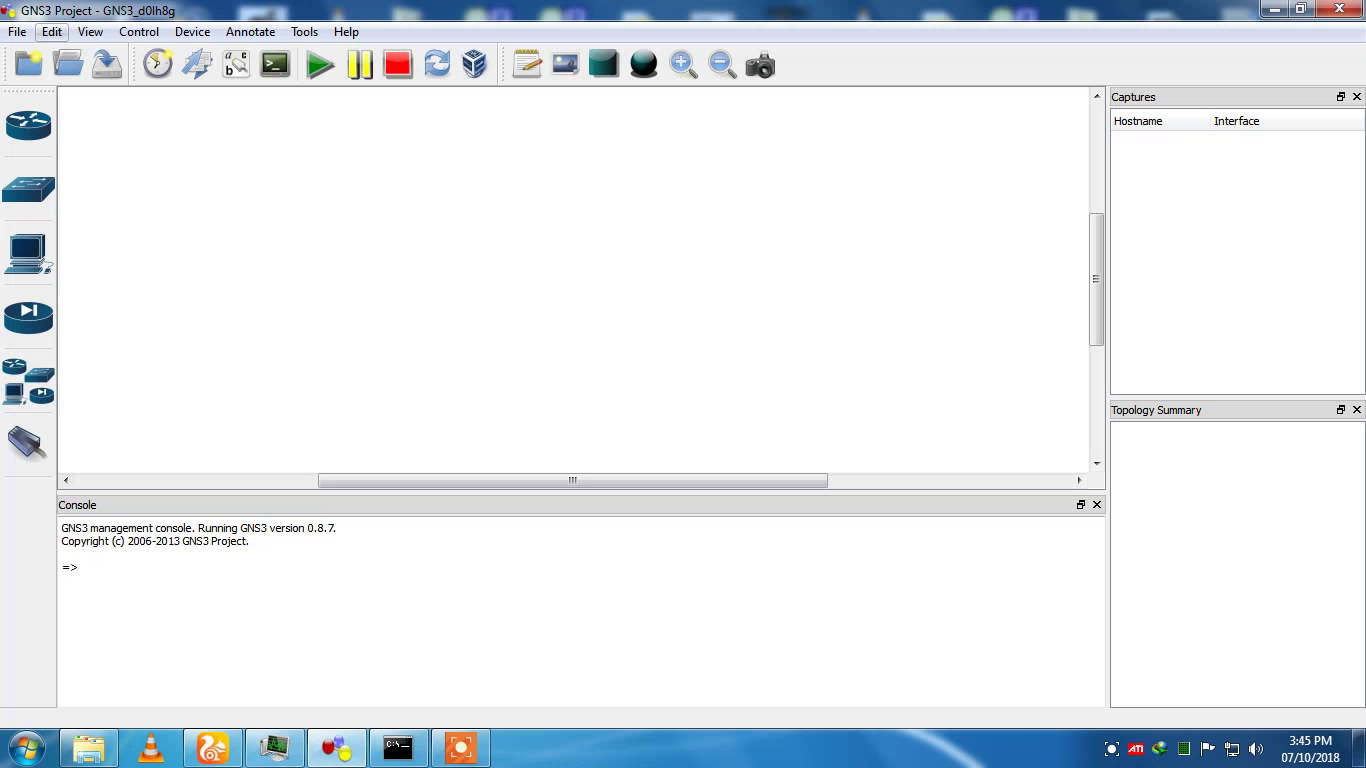 GNS3 Project - GNS3_d0lh8g
File Edit View Control Device Annotate Tools Help
Captures
Hostname Interface
Topology Summary
Console
GNS3 management console. Running GNS3 version 0.8.7.
Copyright (c) 2006-2013 GNS3 Project.
=>
ATI
3:45 PM
07/10/2018